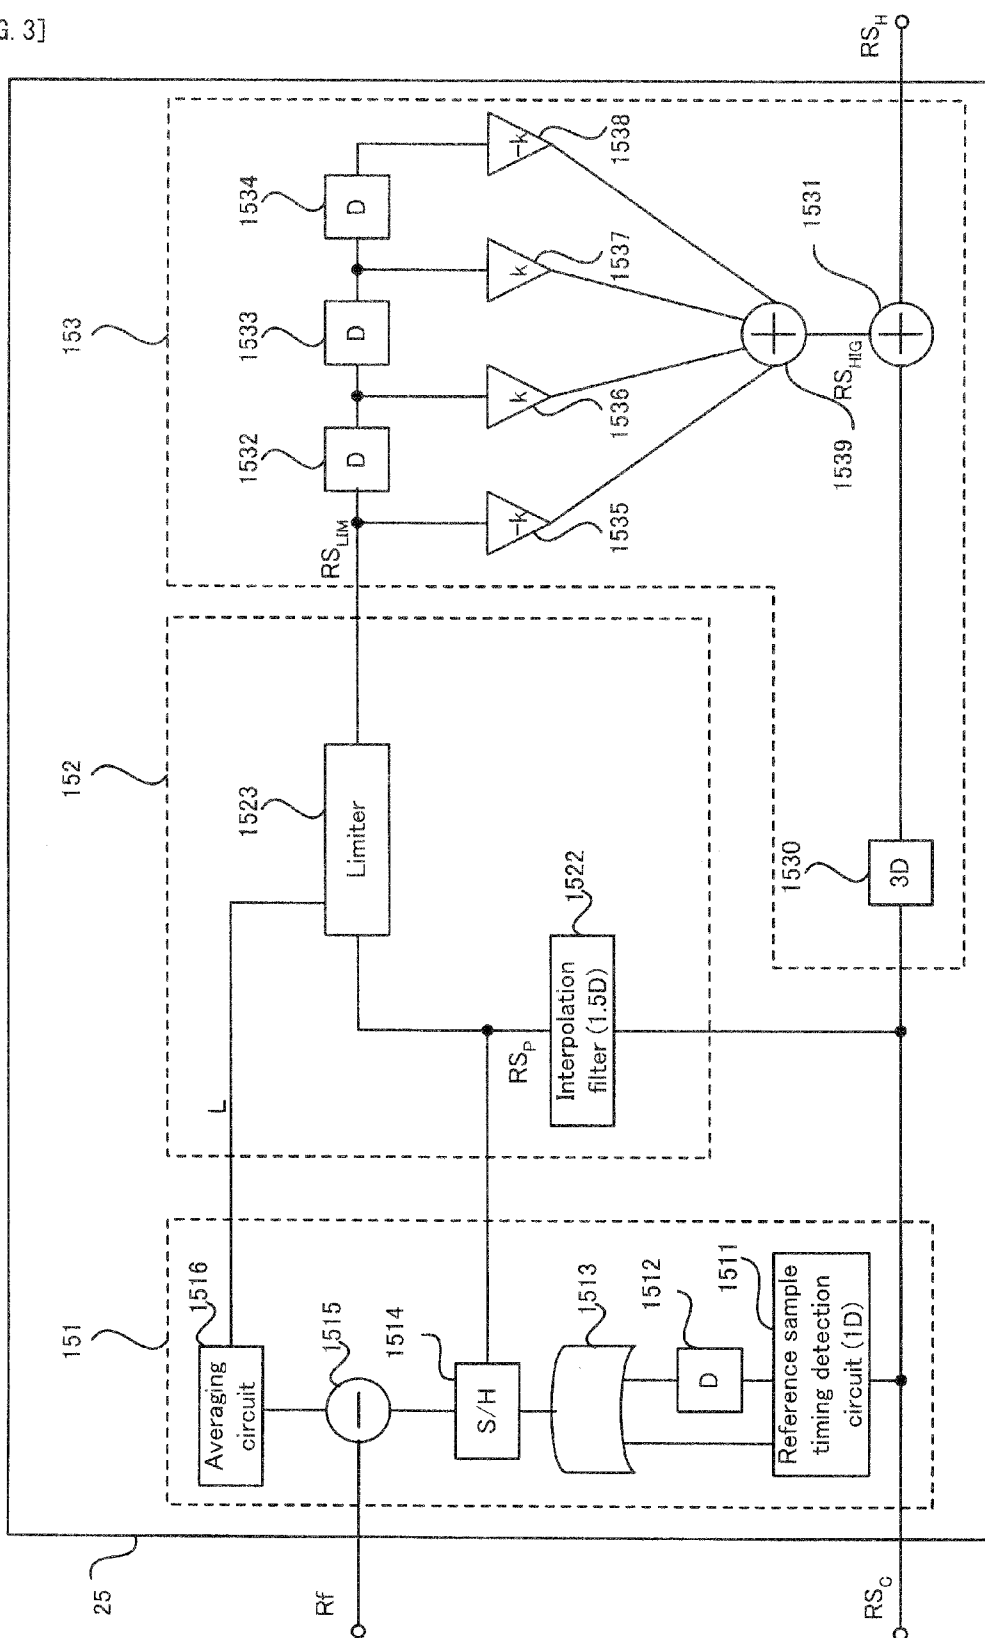 G. 3]
25
Rf
RS_C
151
1516
Averaging
circuit
L
1515
1514
S/H
1513
1512
D
1511
Reference sample
timing detection
circuit (1D)
152
1523
Limiter
1522
Interpolation
filter (1.5D)
RS_P
153
RS_LIM
1532
D
1533
D
1534
D
-k
1535
k
1536
k
1537
-k
1538
1539
RS_HIG
1531
1530
3D
RS_H